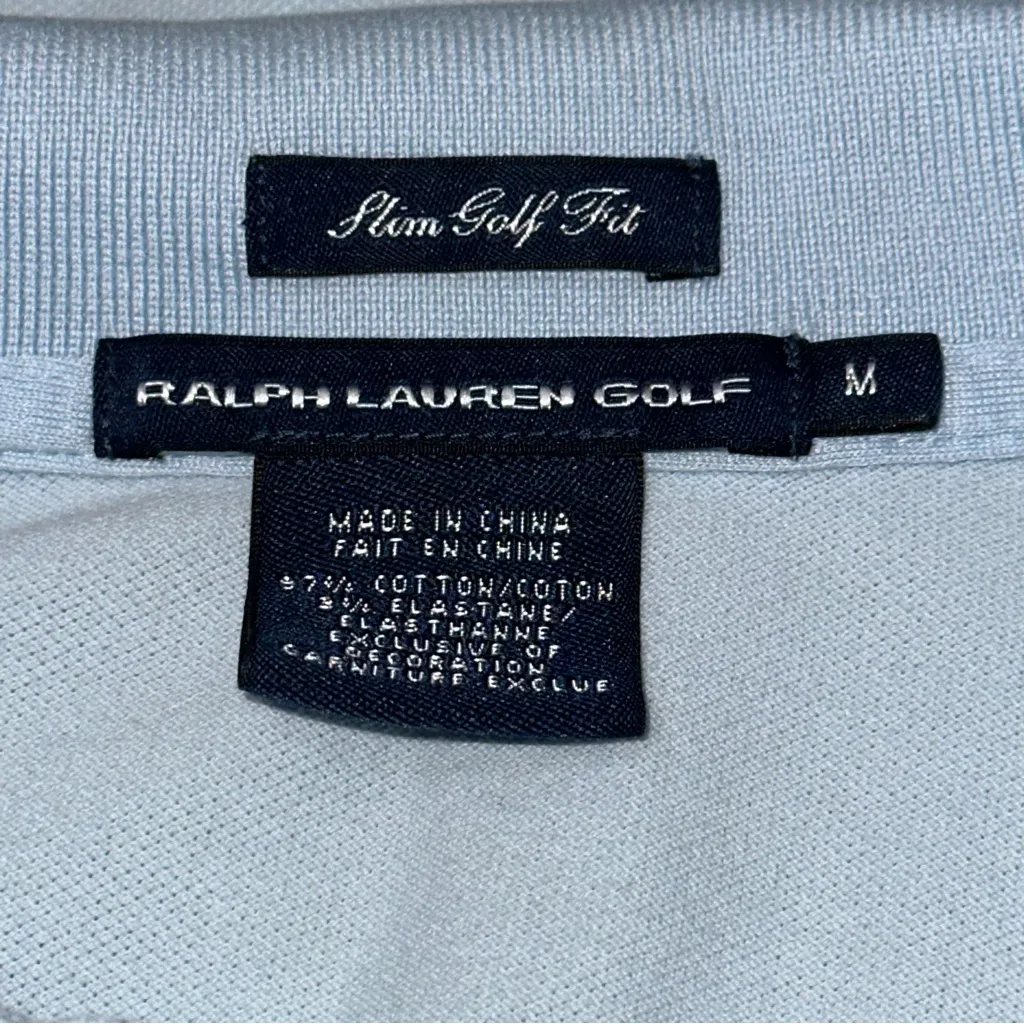 Slim Golf Fit
RALPH LAUREN GOLF
M
MADE IN CHINA
FAIT EN CHINE
97% COTTON/COTON
3% ELASTANE/
ELASTHANNE
EXCLUSIVE OF
DECORATION
GARNITURE EXCLUE